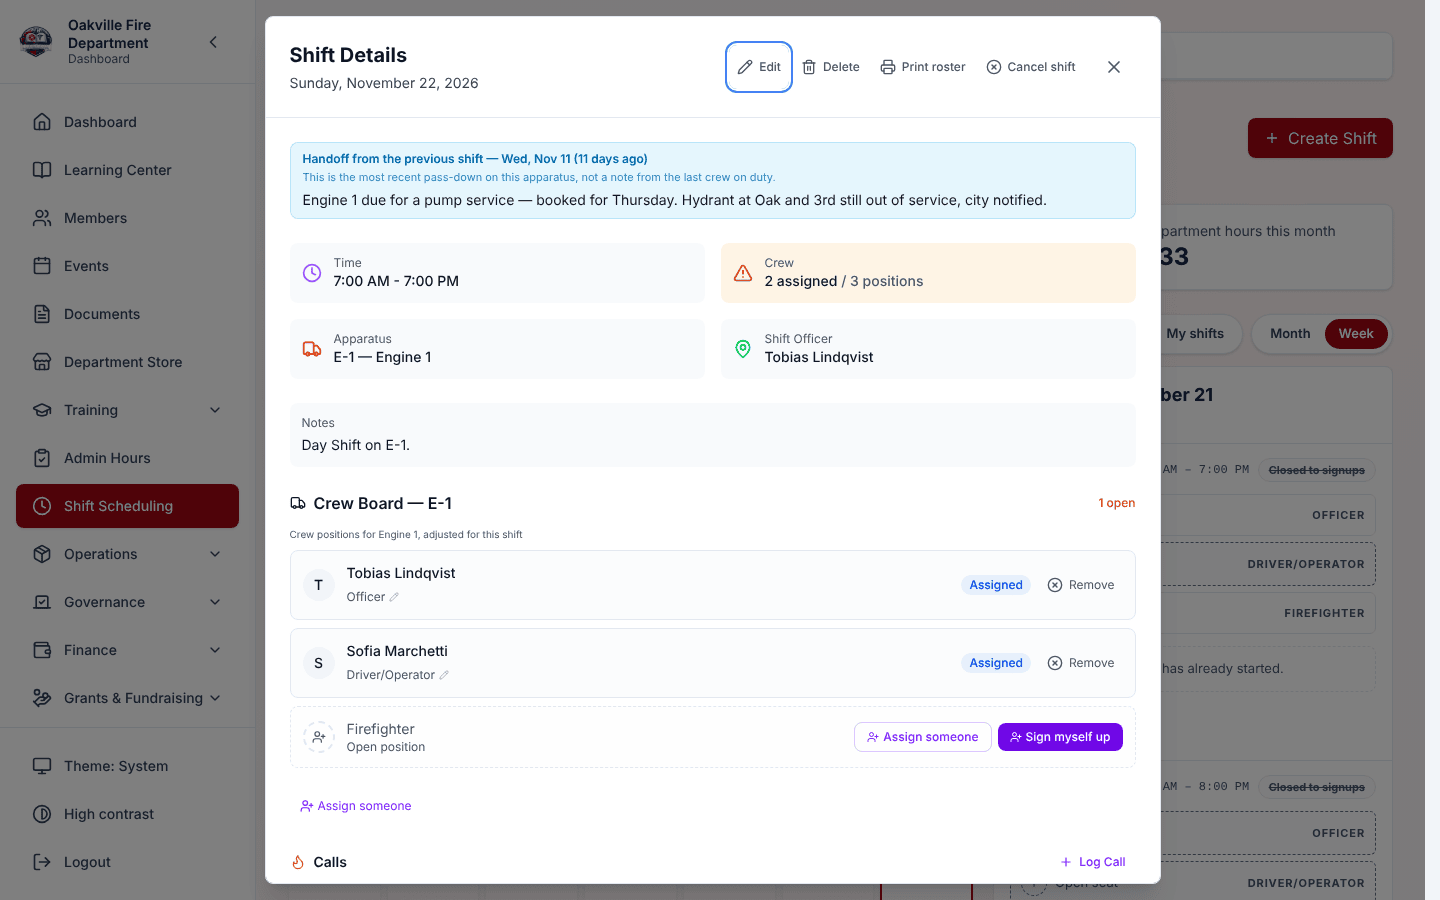 Oakville Fire
Department
Dashboard
Dashboard
Learning Center
Members
Events
Documents
Department Store
Training
Admin Hours
Shift Scheduling
Operations
Governance
Finance
Grants & Fundraising
Theme: System
High contrast
Logout
Shift Details
Sunday, November 22, 2026
Edit
Delete
Print roster
Cancel shift
Handoff from the previous shift — Wed, Nov 11 (11 days ago)
This is the most recent pass-down on this apparatus, not a note from the last crew on duty.
Engine 1 due for a pump service — booked for Thursday. Hydrant at Oak and 3rd still out of service, city notified.
Time
7:00 AM - 7:00 PM
Crew
2 assigned / 3 positions
Apparatus
E-1 — Engine 1
Shift Officer
Tobias Lindqvist
Notes
Day Shift on E-1.
Crew Board — E-1
1 open
Crew positions for Engine 1, adjusted for this shift
T
Tobias Lindqvist
Officer
Assigned
Remove
S
Sofia Marchetti
Driver/Operator
Assigned
Remove
Firefighter
Open position
Assign someone
Sign myself up
Assign someone
Calls
Log Call
Create Shift
partment hours this month
33
My shifts
Month
Week
ber 21
AM – 7:00 PM
Closed to signups
OFFICER
DRIVER/OPERATOR
FIREFIGHTER
has already started.
AM – 8:00 PM
Closed to signups
OFFICER
Open seat
DRIVER/OPERATOR